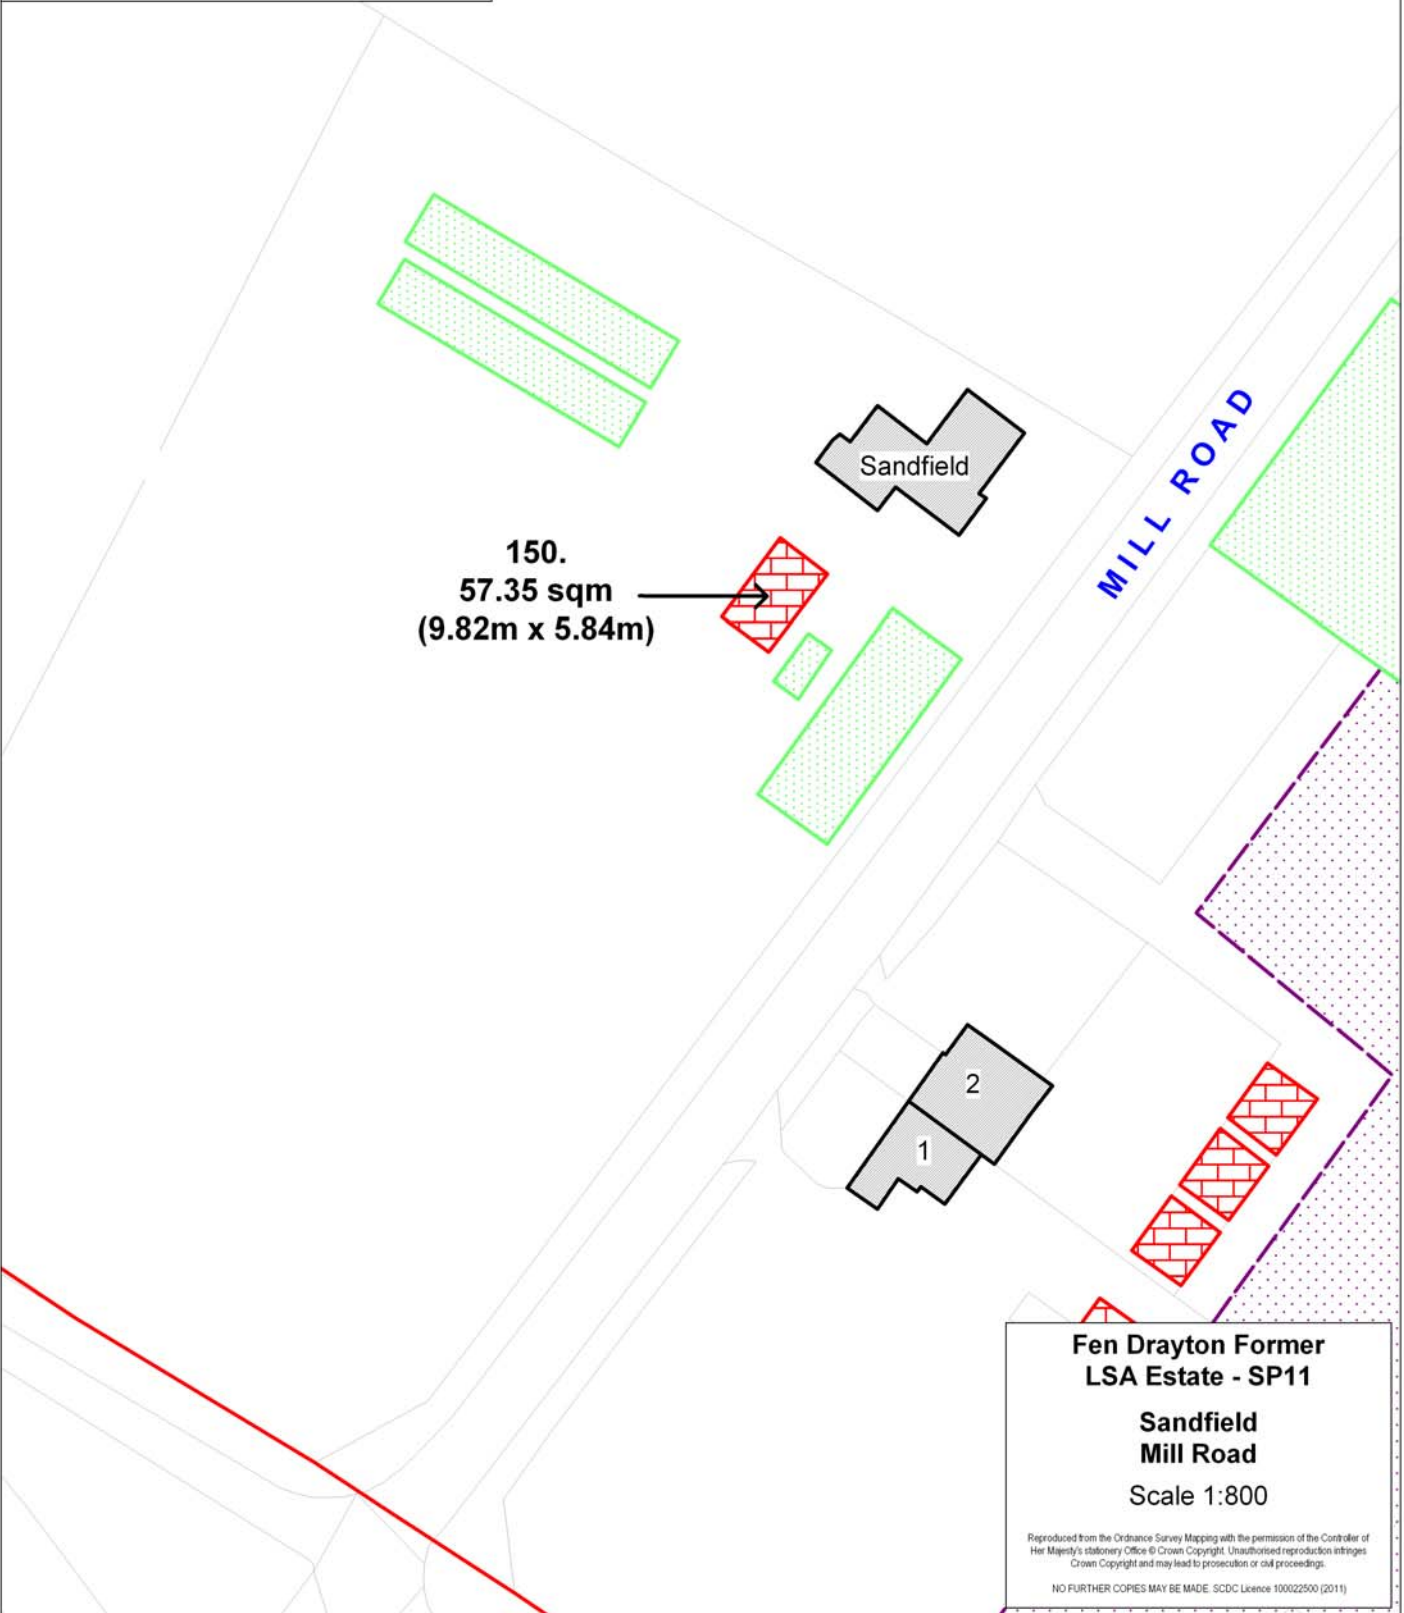 Sandfield
MILL ROAD
150.
57.35 sqm
(9.82m x 5.84m)
2
1
Fen Drayton Former
LSA Estate - SP11
Sandfield
Mill Road
Scale 1:800
Reproduced from the Ordnance Survey Mapping with the permission of the Controller of
Her Majesty's stationery Office © Crown Copyright. Unauthorised reproduction infringes
Crown Copyright and may lead to prosecution or civil proceedings.
NO FURTHER COPIES MAY BE MADE. SCDC Licence 100022500 (2011)